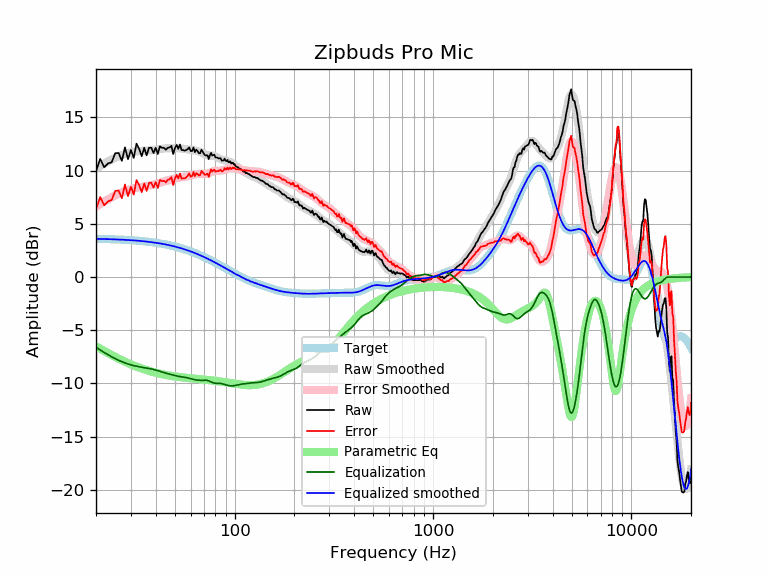 Zipbuds Pro Mic
Amplitude (dBr)
15
10
5
0
−5
−10
−15
−20
Target
Raw Smoothed
Error Smoothed
Raw
Error
Parametric Eq
Equalization
Equalized smoothed
100 1000 10000
Frequency (Hz)